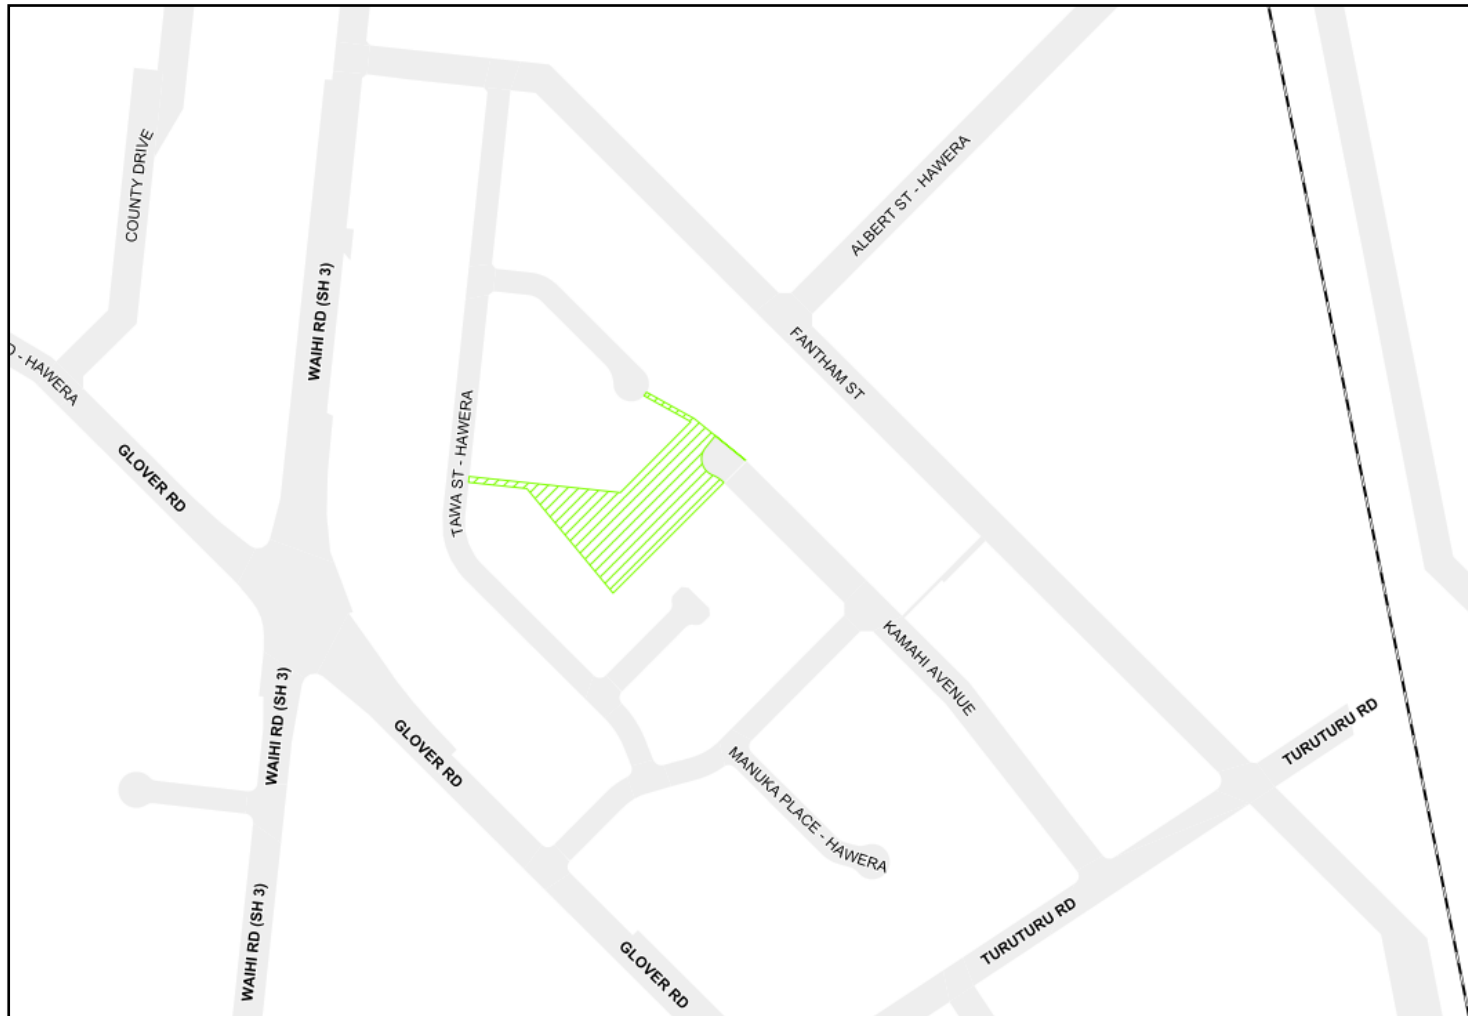 COUNTY DRIVE
ALBERT ST - HAWERA
WAIHI RD (SH 3)
- HAWERA
FANTHAM ST
TAWA ST - HAWERA
GLOVER RD
KAMAHI AVENUE
WAIHI RD (SH 3)
GLOVER RD
TURUTURU RD
MANUKA PLACE - HAWERA
WAIHI RD (SH 3)
TURUTURU RD
GLOVER RD